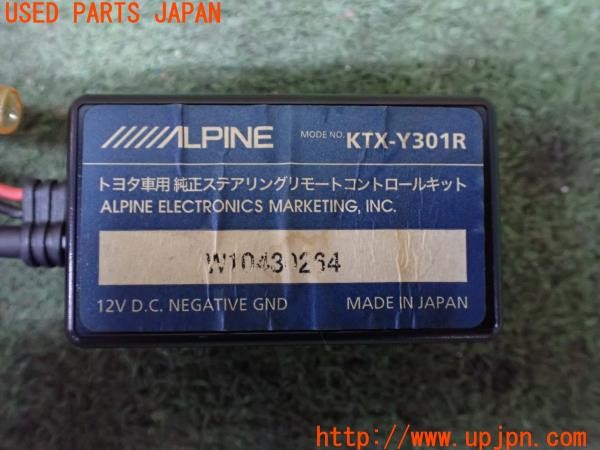 USED PARTS JAPAN
ALPINE MODE NO. KTX-Y301R
トヨタ車用 純正ステアリングリモートコントロールキット
ALPINE ELECTRONICS MARKETING, INC.
W10430264
12V D.C. NEGATIVE GND MADE IN JAPAN
http://www.upjpn.com